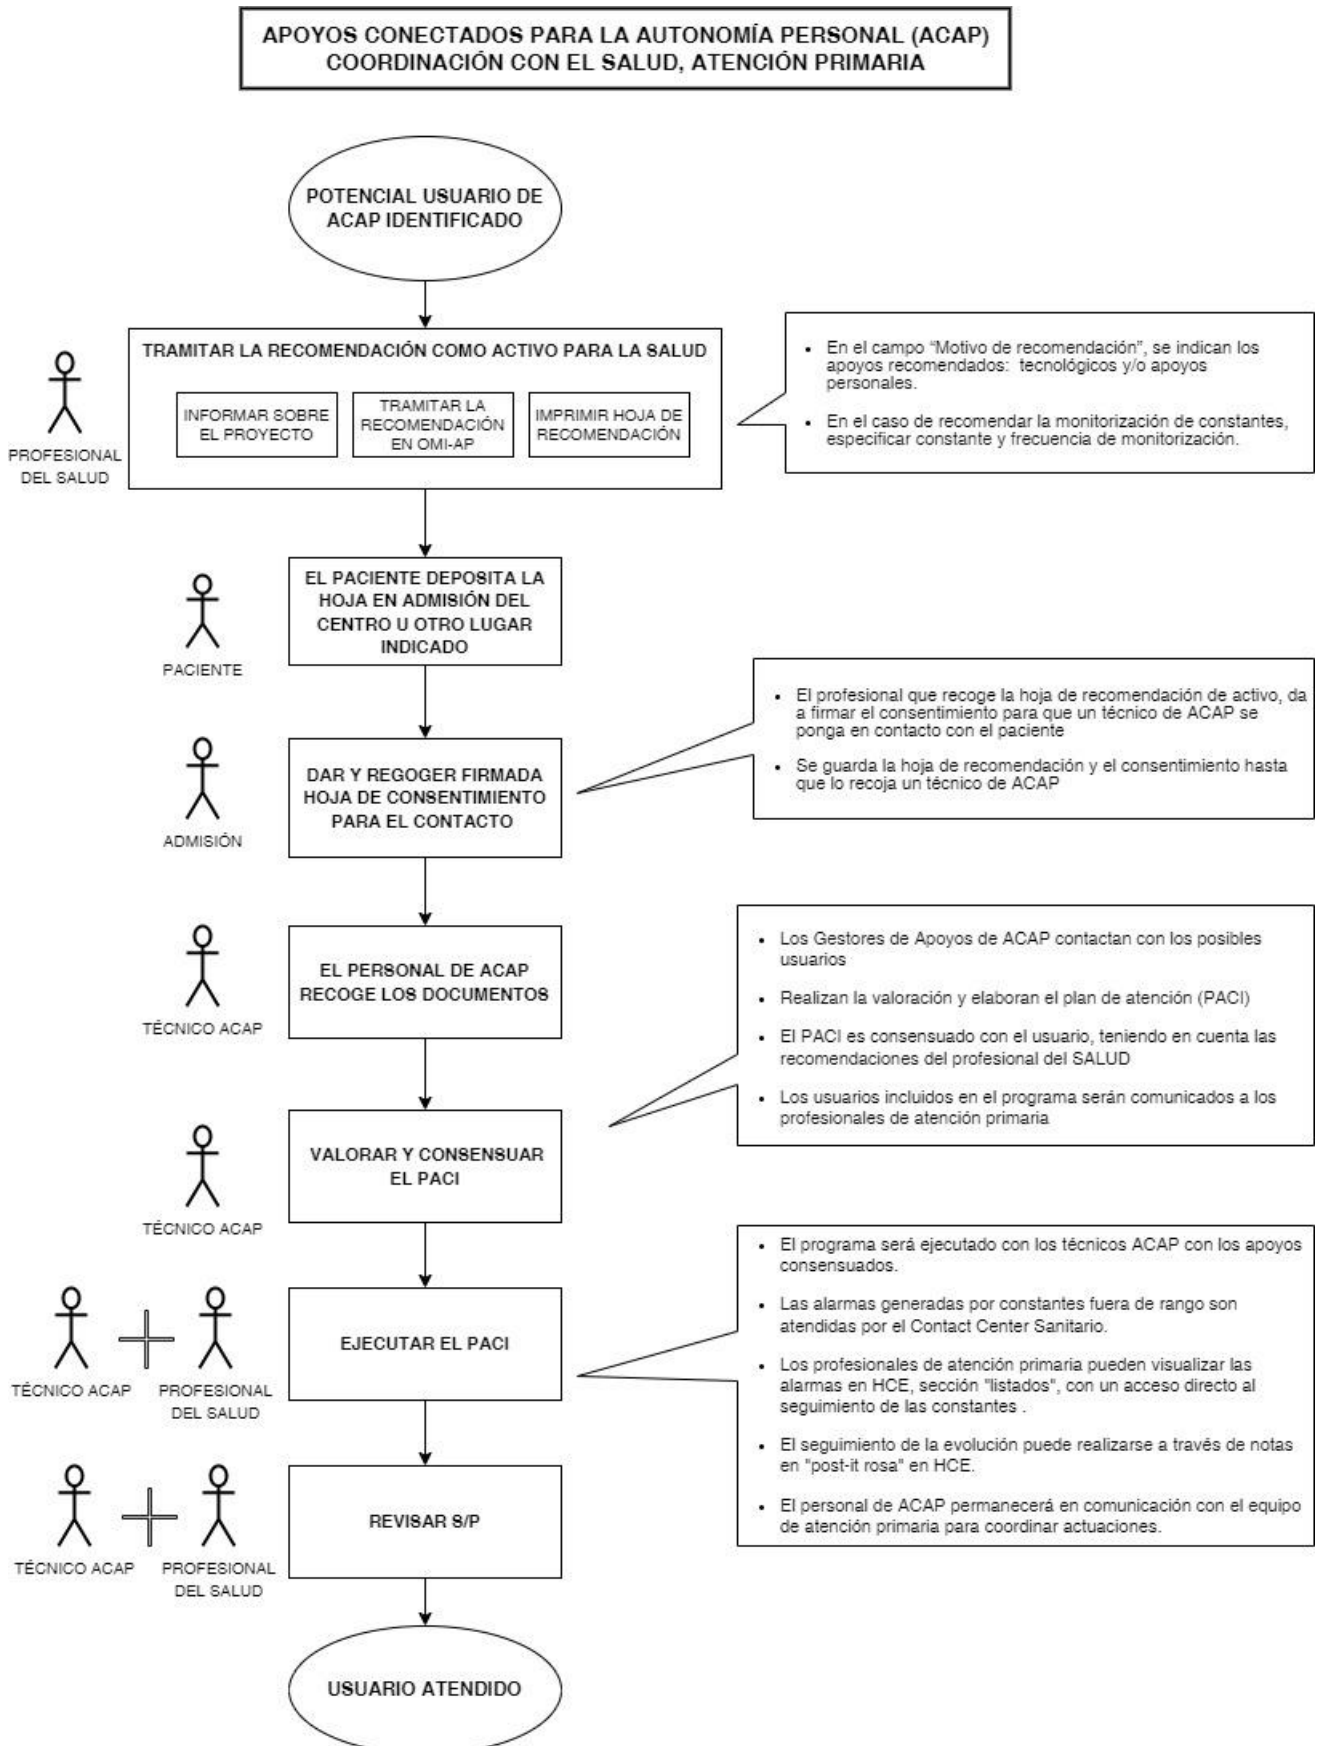 APOYOS CONECTADOS PARA LA AUTONOMÍA PERSONAL (ACAP)
COORDINACIÓN CON EL SALUD, ATENCIÓN PRIMARIA
POTENCIAL USUARIO DE
ACAP IDENTIFICADO
PROFESIONAL
DEL SALUD
TRAMITAR LA RECOMENDACIÓN COMO ACTIVO PARA LA SALUD
INFORMAR SOBRE
EL PROYECTO
TRAMITAR LA
RECOMENDACIÓN
EN OMI-AP
IMPRIMIR HOJA DE
RECOMENDACIÓN
• En el campo “Motivo de recomendación”, se indican los
apoyos recomendados: tecnológicos y/o apoyos
personales.
• En el caso de recomendar la monitorización de constantes,
especificar constante y frecuencia de monitorización.
PACIENTE
EL PACIENTE DEPOSITA LA
HOJA EN ADMISIÓN DEL
CENTRO U OTRO LUGAR
INDICADO
ADMISIÓN
DAR Y REGOGER FIRMADA
HOJA DE CONSENTIMIENTO
PARA EL CONTACTO
• El profesional que recoge la hoja de recomendación de activo, da
a firmar el consentimiento para que un técnico de ACAP se
ponga en contacto con el paciente
• Se guarda la hoja de recomendación y el consentimiento hasta
que lo recoja un técnico de ACAP
TÉCNICO ACAP
EL PERSONAL DE ACAP
RECOGE LOS DOCUMENTOS
• Los Gestores de Apoyos de ACAP contactan con los posibles
usuarios
• Realizan la valoración y elaboran el plan de atención (PACI)
• El PACI es consensuado con el usuario, teniendo en cuenta las
recomendaciones del profesional del SALUD
• Los usuarios incluidos en el programa serán comunicados a los
profesionales de atención primaria
TÉCNICO ACAP
VALORAR Y CONSENSUAR
EL PACI
TÉCNICO ACAP
PROFESIONAL
DEL SALUD
EJECUTAR EL PACI
• El programa será ejecutado con los técnicos ACAP con los apoyos
consensuados.
• Las alarmas generadas por constantes fuera de rango son
atendidas por el Contact Center Sanitario.
• Los profesionales de atención primaria pueden visualizar las
alarmas en HCE, sección "listados", con un acceso directo al
seguimiento de las constantes .
• El seguimiento de la evolución puede realizarse a través de notas
en "post-it rosa" en HCE.
• El personal de ACAP permanecerá en comunicación con el equipo
de atención primaria para coordinar actuaciones.
TÉCNICO ACAP
PROFESIONAL
DEL SALUD
REVISAR S/P
USUARIO ATENDIDO